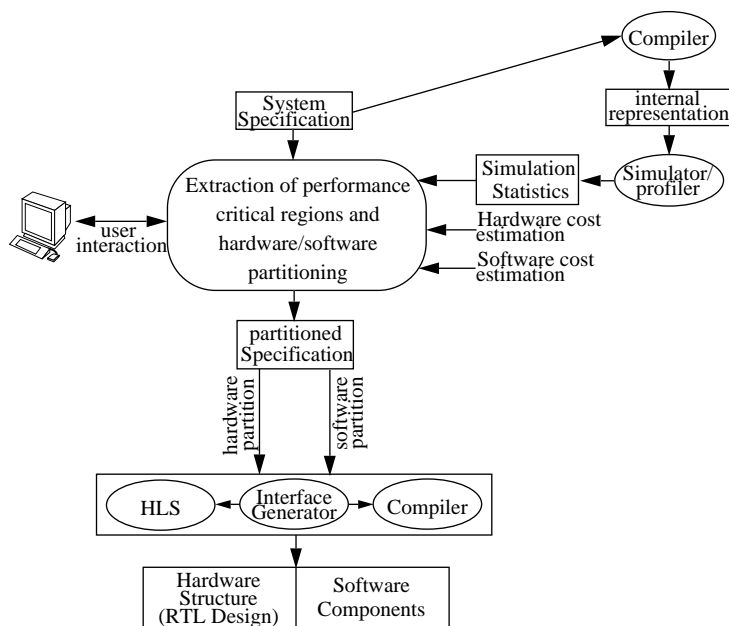 Compiler
System
Specification
internal
representation
Extraction of performance
critical regions and
hardware/software
partitioning
Simulation
Statistics
Simulator/
profiler
user
interaction
Hardware cost
estimation
Software cost
estimation
partitioned
Specification
hardware
partition
software
partition
HLS
Interface
Generator
Compiler
Hardware
Structure
(RTL Design)
Software
Components